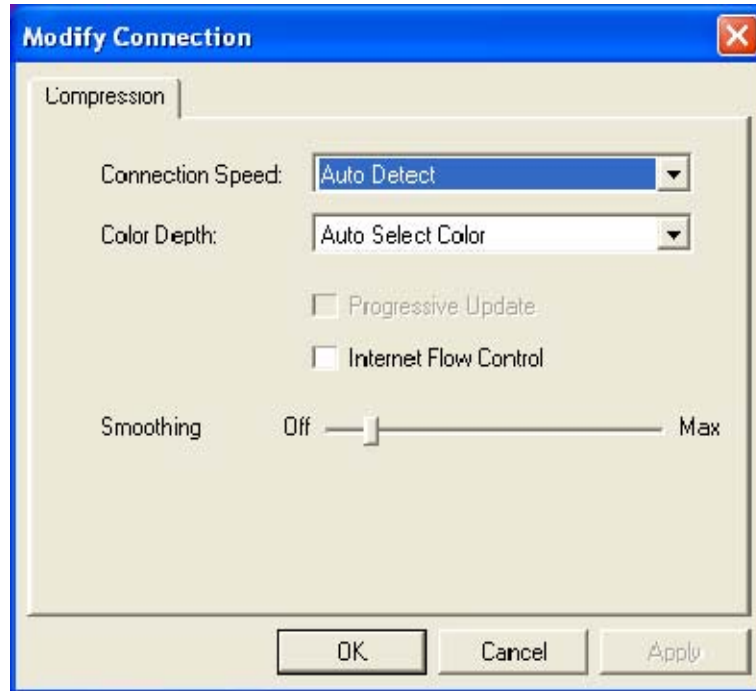 Modify Connection
Compression
Connection Speed: Auto Detect
Color Depth: Auto Select Color
Progressive Update
Internet Flow Control
Smoothing Off Max
OK Cancel Apply